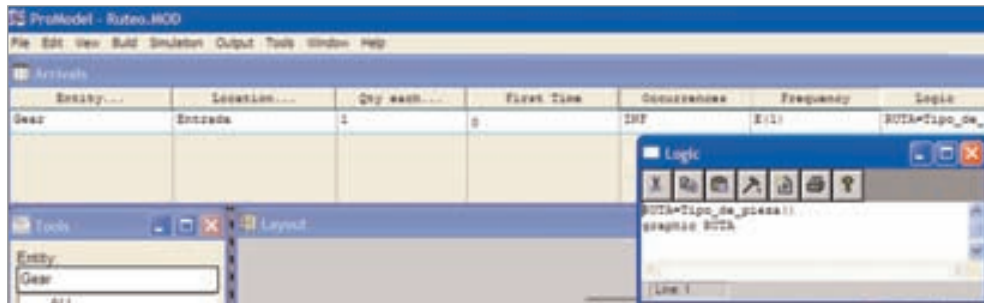 ProModel - Ruteo.MOD
File Edit View Build Simulation Output Tools Window Help
Arrivals
Entity... Location... Qty each... First Time Occurrences Frequency Logic
Gear Entrada 1 0 INF E(1) RUTA=Tipo_de_
Logic
RUTA=Tipo_de_pieza()
graphic RUTA
Line 1
Tools
Layout
Entity
Gear